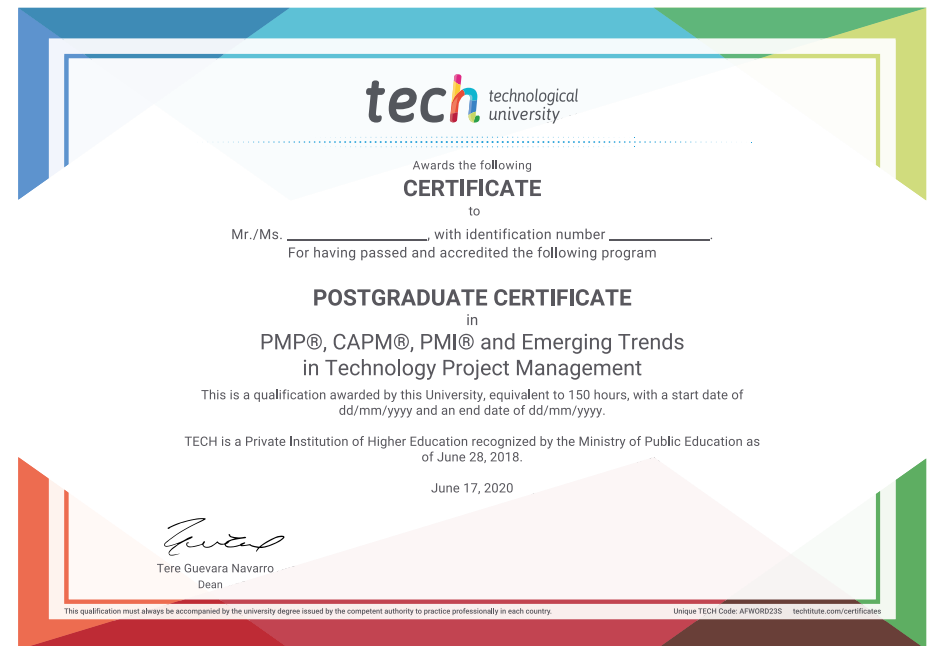 tech technological
university
Awards the following
CERTIFICATE
to
Mr./Ms. ____________________, with identification number ______________.
For having passed and accredited the following program
POSTGRADUATE CERTIFICATE
in
PMP®, CAPM®, PMI® and Emerging Trends
in Technology Project Management
This is a qualification awarded by this University, equivalent to 150 hours, with a start date of
dd/mm/yyyy and an end date of dd/mm/yyyy.
TECH is a Private Institution of Higher Education recognized by the Ministry of Public Education as
of June 28, 2018.
June 17, 2020
Tere Guevara Navarro
Dean
This qualification must always be accompanied by the university degree issued by the competent authority to practice professionally in each country.
Unique TECH Code: AFWORD23S techtitute.com/certificates